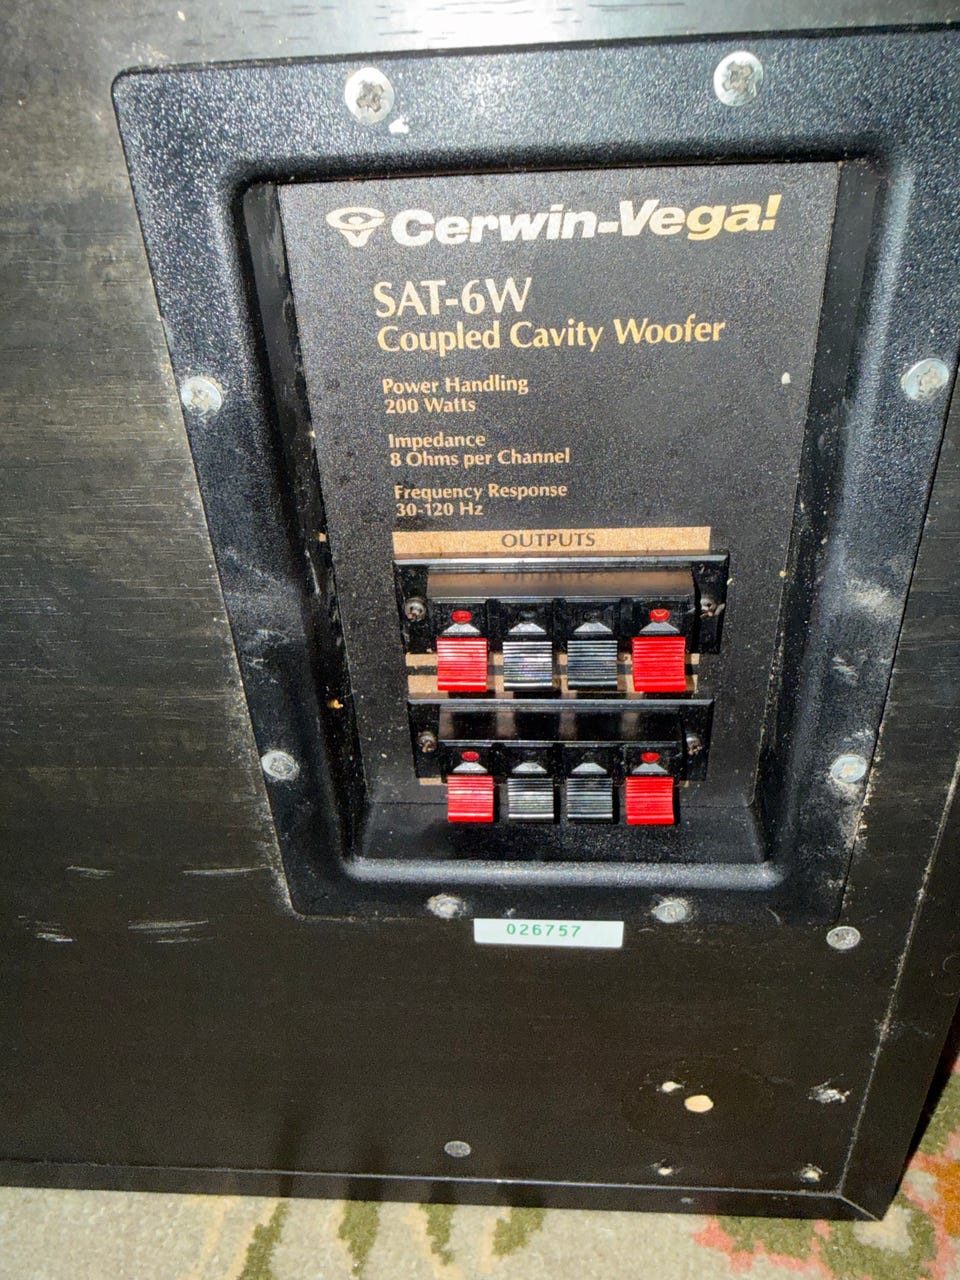 Cerwin-Vega!
SAT-6W
Coupled Cavity Woofer
Power Handling
200 Watts
Impedance
8 Ohms per Channel
Frequency Response
30-120 Hz
OUTPUTS
026757